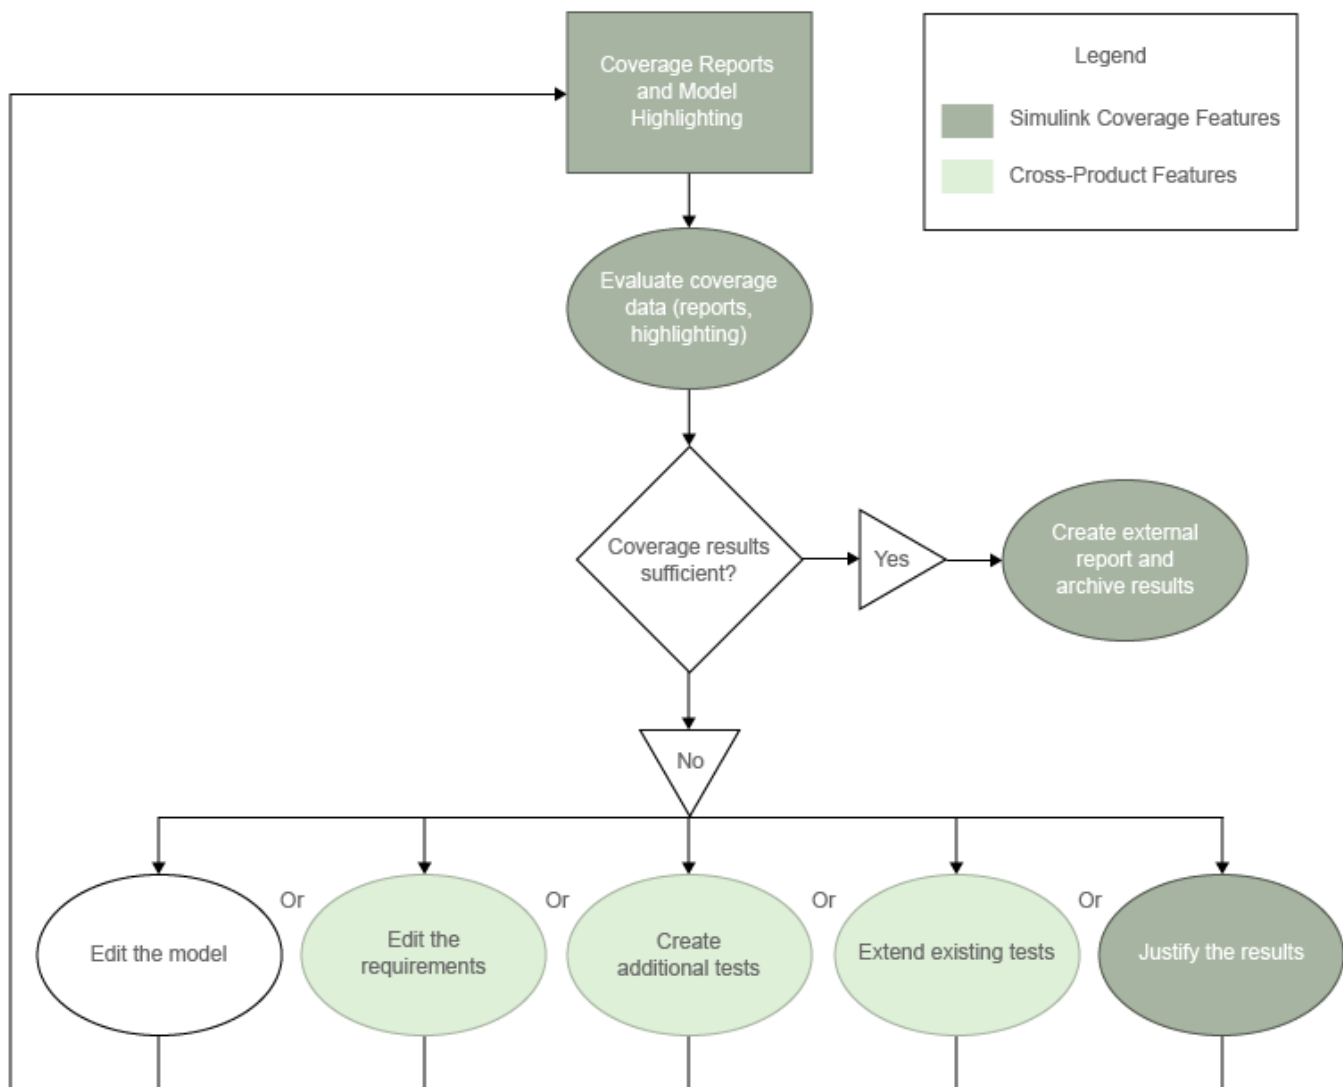 Coverage Reports
and Model
Highlighting
Legend
Simulink Coverage Features
Cross-Product Features
Evaluate coverage
data (reports,
highlighting)
Coverage results
sufficient?
Yes
Create external
report and
archive results
No
Edit the model
Or
Edit the
requirements
Or
Create
additional tests
Or
Extend existing tests
Or
Justify the results